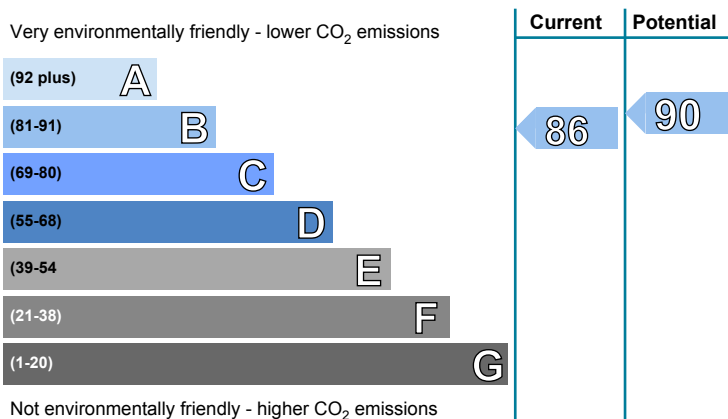 Current Potential
Very environmentally friendly - lower CO2 emissions
(92 plus) A
(81-91) B
86 90
(69-80) C
(55-68) D
(39-54 E
(21-38) F
(1-20) G
Not environmentally friendly - higher CO2 emissions